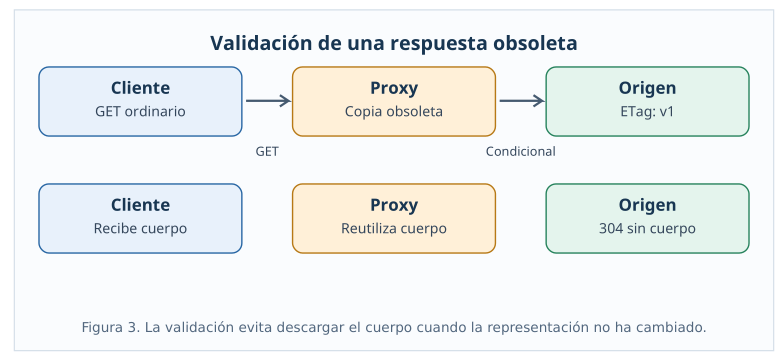 Validación de una respuesta obsoleta
Cliente
GET ordinario
Proxy
Copia obsoleta
Origen
ETag: v1
GET
Condicional
Cliente
Recibe cuerpo
Proxy
Reutiliza cuerpo
Origen
304 sin cuerpo
Figura 3. La validación evita descargar el cuerpo cuando la representación no ha cambiado.